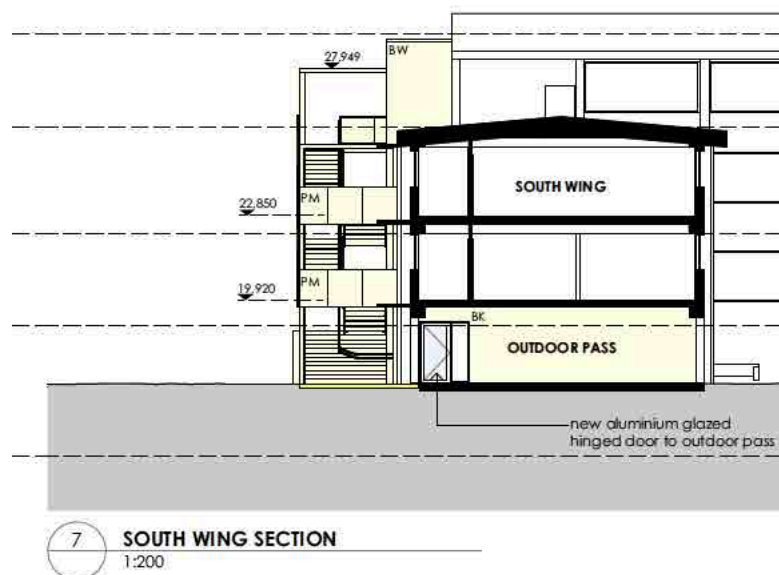 27,949
BW
SOUTH WING
PM
22,850
PM
19,920
BK
OUTDOOR PASS
new aluminium glazed
hinged door to outdoor pass
7
SOUTH WING SECTION
1:200